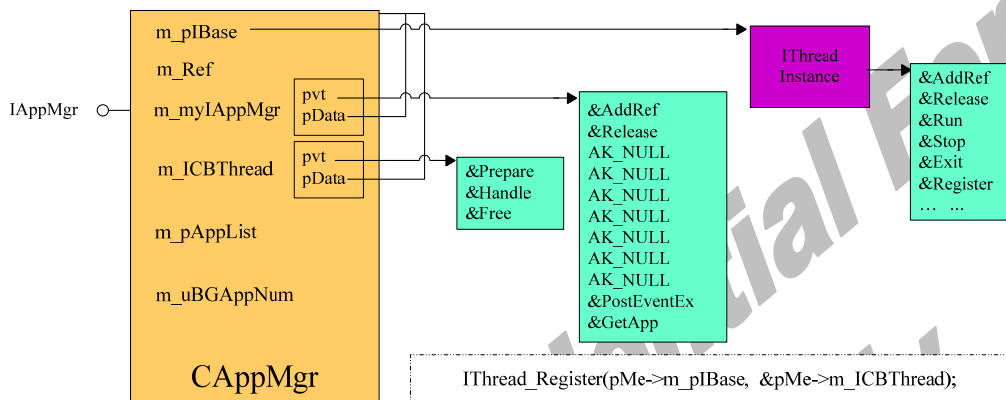 IAppMgr
m_pIBase
m_Ref
m_myIAppMgr
pvt
pData
m_ICBThread
pvt
pData
m_pAppList
m_uBGAppNum
CAppMgr
&Prepare
&Handle
&Free
&AddRef
&Release
AK_NULL
AK_NULL
AK_NULL
AK_NULL
AK_NULL
AK_NULL
AK_NULL
&PostEventEx
&GetApp
IThread
Instance
&AddRef
&Release
&Run
&Stop
&Exit
&Register
... ...
IThread_Register(pMe->m_pIBase, &pMe->m_ICBThread);